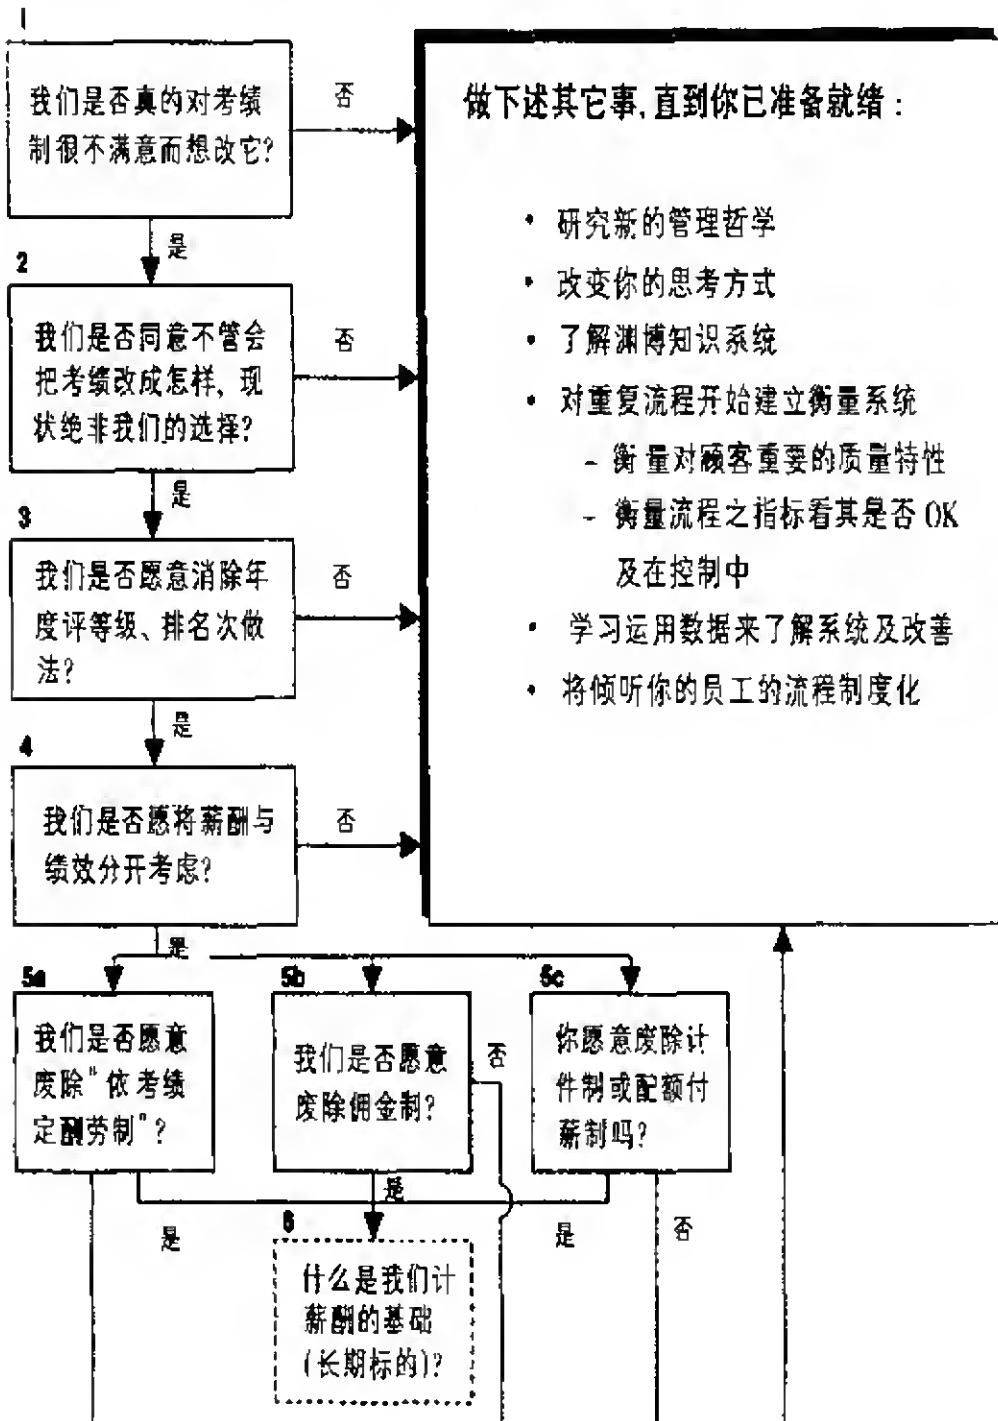 1
我们是否真的对考绩
制很不满意而想改它?
否
是
2
我们是否同意不管会
把考绩改成怎样, 现
状绝非我们的选择?
否
是
3
我们是否愿意消除年
度评等级、排名次做
法?
否
是
4
我们是否愿将薪酬与
绩效分开考虑?
否
是
做下述其它事, 直到你已准备就绪:
• 研究新的管理哲学
• 改变你的思考方式
• 了解渊博知识系统
• 对重复流程开始建立衡量系统
- 衡量对顾客重要的质量特性
- 衡量流程之指标看其是否 OK
及在控制中
• 学习运用数据来了解系统及改善
• 将倾听你的员工的流程制度化
5a
我们是否愿意
废除"依考绩
定酬劳制"?
是
5b
我们是否愿意
废除佣金制?
否
是
5c
你愿意废除计
件制或配额付
薪制吗?
是
否
6
什么是我们计
薪酬的基础
(长期标的)?